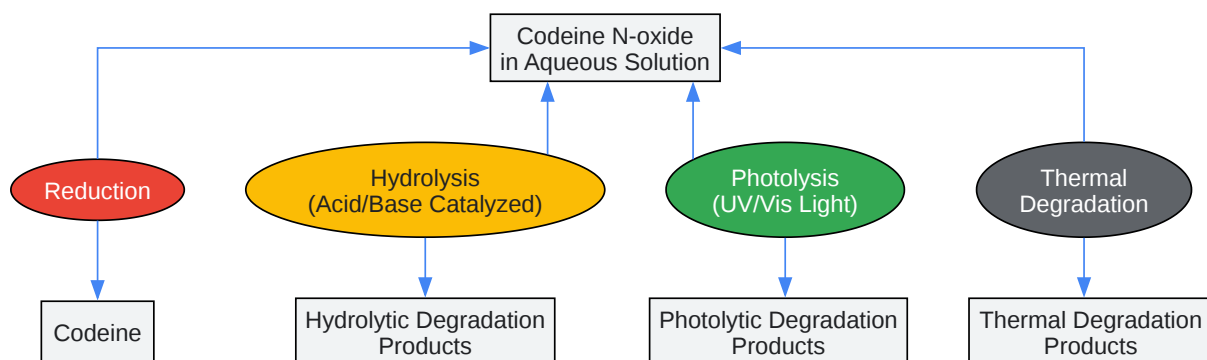 Codeine N-oxide
in Aqueous Solution
Reduction
Hydrolysis
(Acid/Base Catalyzed)
Photolysis
(UV/Vis Light)
Thermal
Degradation
Codeine
Hydrolytic Degradation
Products
Photolytic Degradation
Products
Thermal Degradation
Products